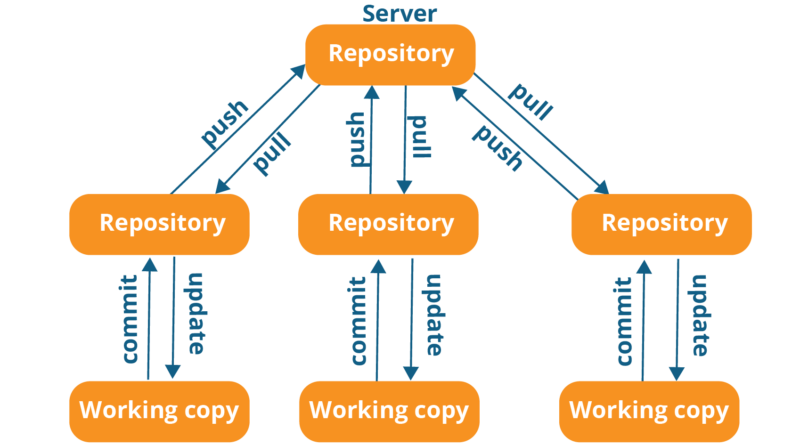 Server
Repository
push
pull
push
pull
push
pull
Repository
Repository
Repository
commit
update
commit
update
commit
update
Working copy
Working copy
Working copy